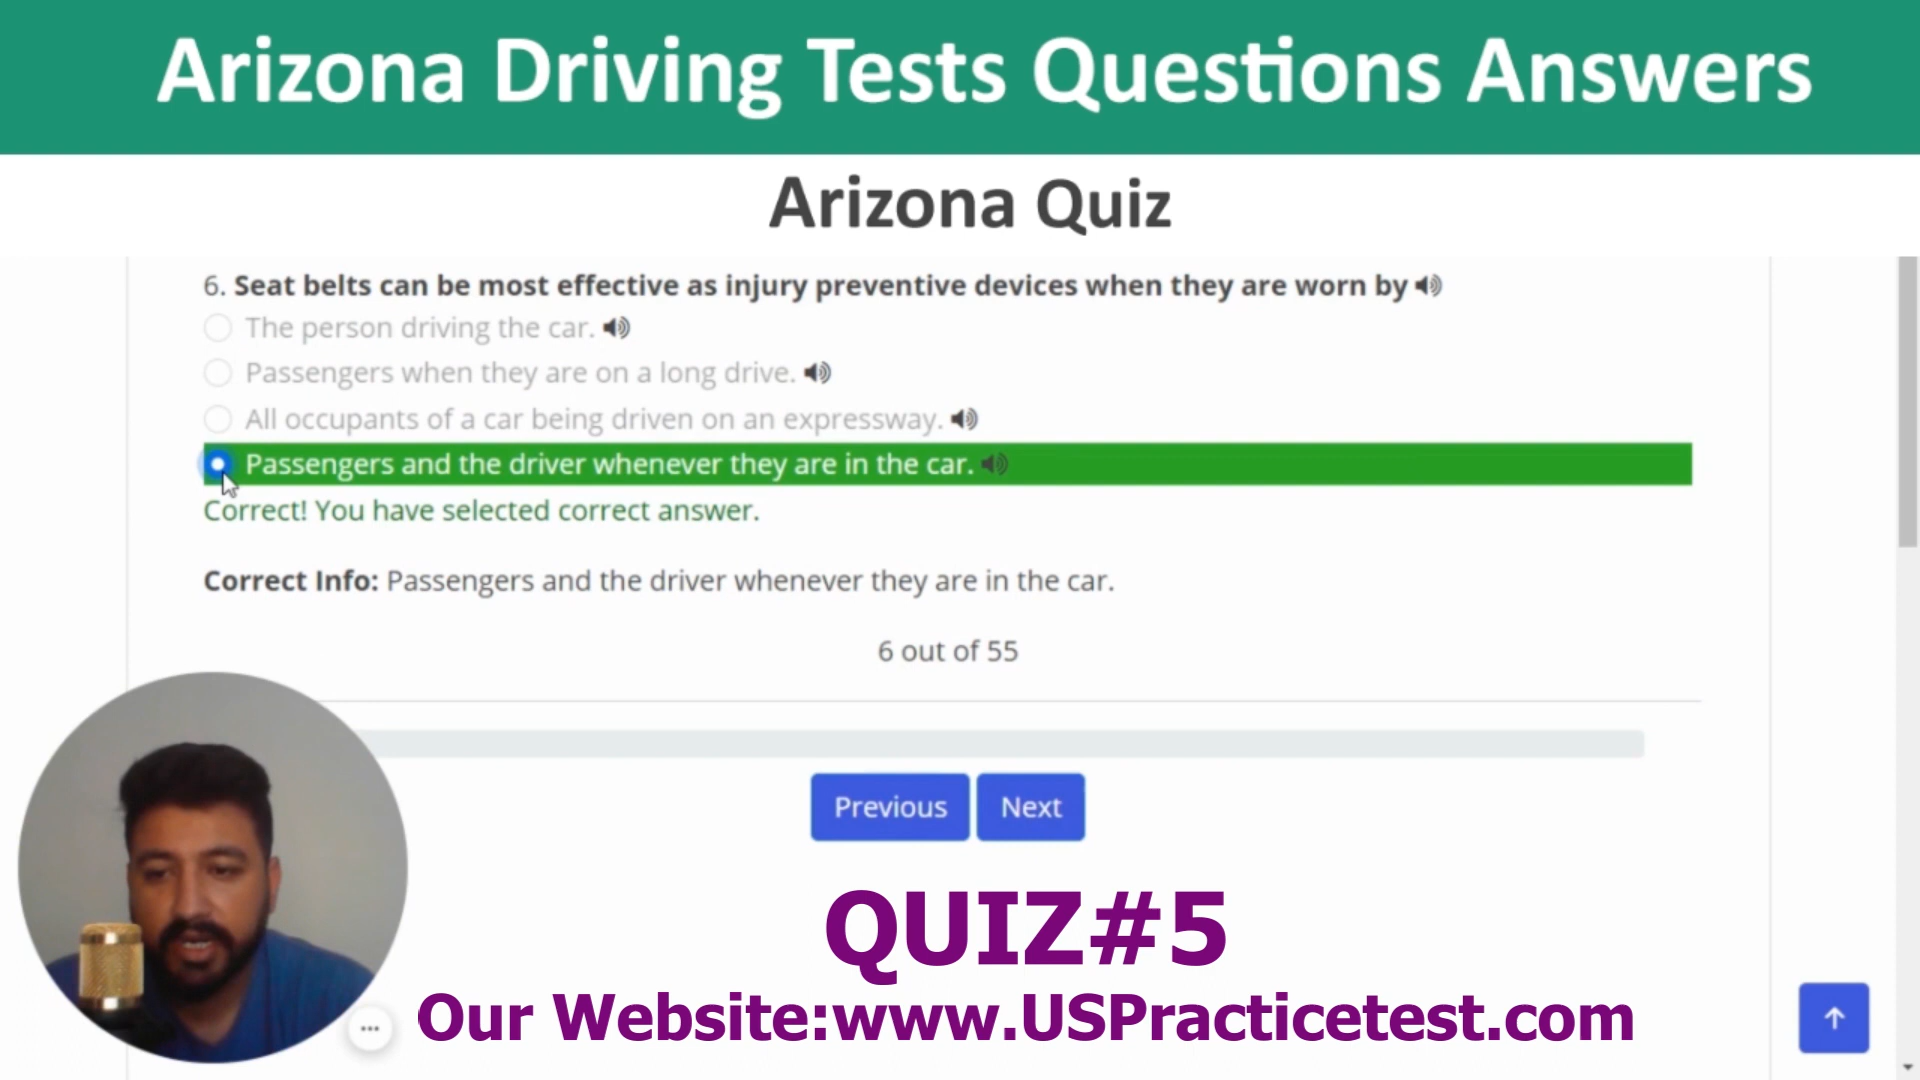 Arizona Driving Tests Questions Answers
Arizona Quiz
6. Seat belts can be most effective as injury preventive devices when they are worn by
The person driving the car.
Passengers when they are on a long drive.
All occupants of a car being driven on an expressway.
Passengers and the driver whenever they are in the car.
Correct! You have selected correct answer.
Correct Info: Passengers and the driver whenever they are in the car.
6 out of 55
Previous Next
QUIZ#5
Our Website:www.USPracticetest.com